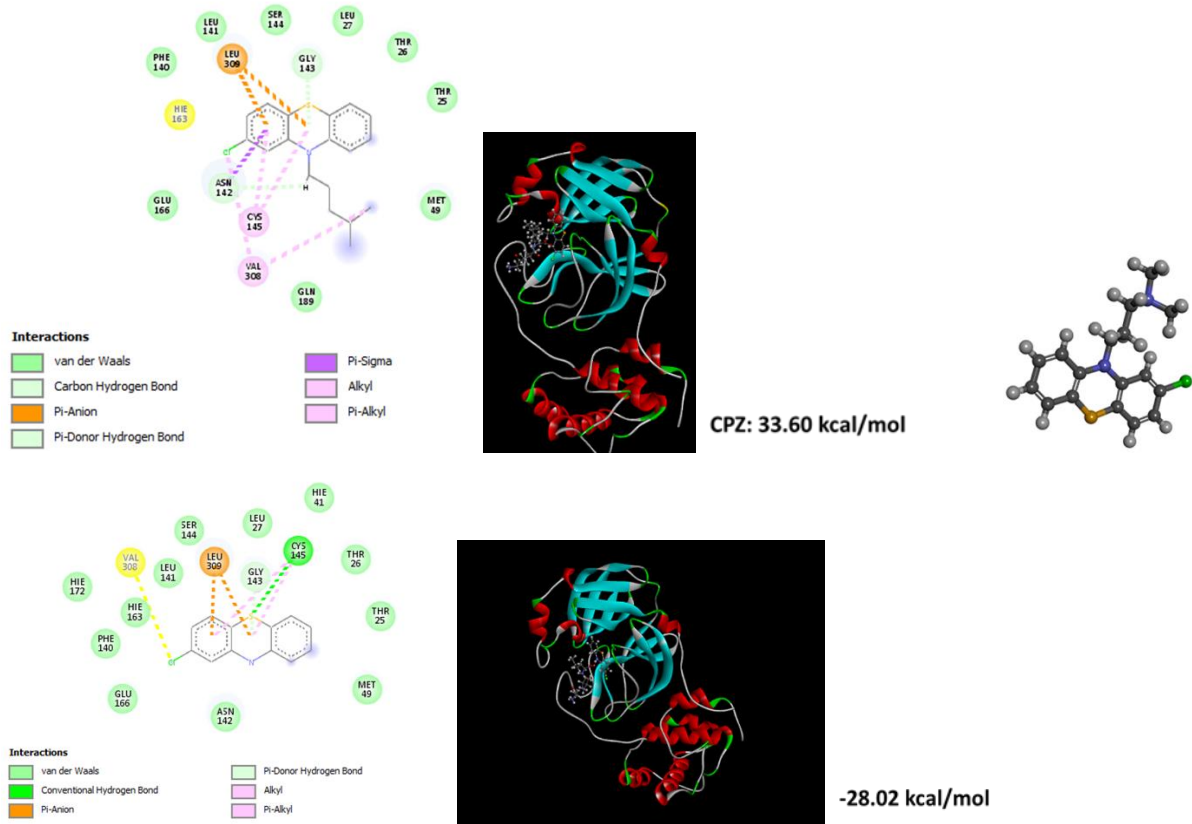 LEU 141
SER 144
LEU 27
THR 26
THR 25
LEU 309
GLY 143
PHE 140
HIE 163
Cl
S
N
H
ASN 142
GLU 166
CYS 145
MET 49
VAL 308
GLN 189
Interactions
van der Waals
Carbon Hydrogen Bond
Pi-Anion
Pi-Donor Hydrogen Bond
Pi-Sigma
Alkyl
Pi-Alkyl
CPZ: 33.60 kcal/mol
HIE 41
SER 144
LEU 27
CYS 145
VAL 308
LEU 141
LEU 309
GLY 143
THR 26
HIE 172
HIE 163
THR 25
PHE 140
Cl
N
GLU 166
ASN 142
MET 49
Interactions
van der Waals
Conventional Hydrogen Bond
Pi-Anion
Pi-Donor Hydrogen Bond
Alkyl
Pi-Alkyl
-28.02 kcal/mol